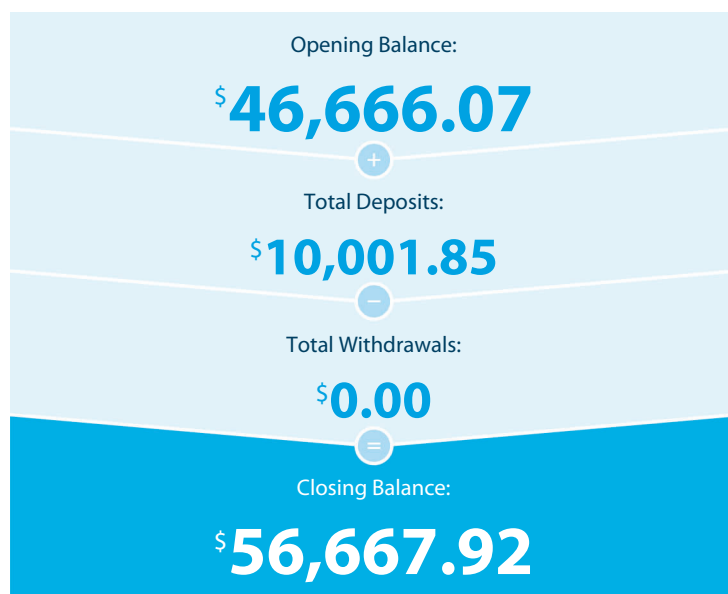 Opening Balance:
$46,666.07
+
Total Deposits:
$10,001.85
−
Total Withdrawals:
$0.00
=
Closing Balance:
$56,667.92